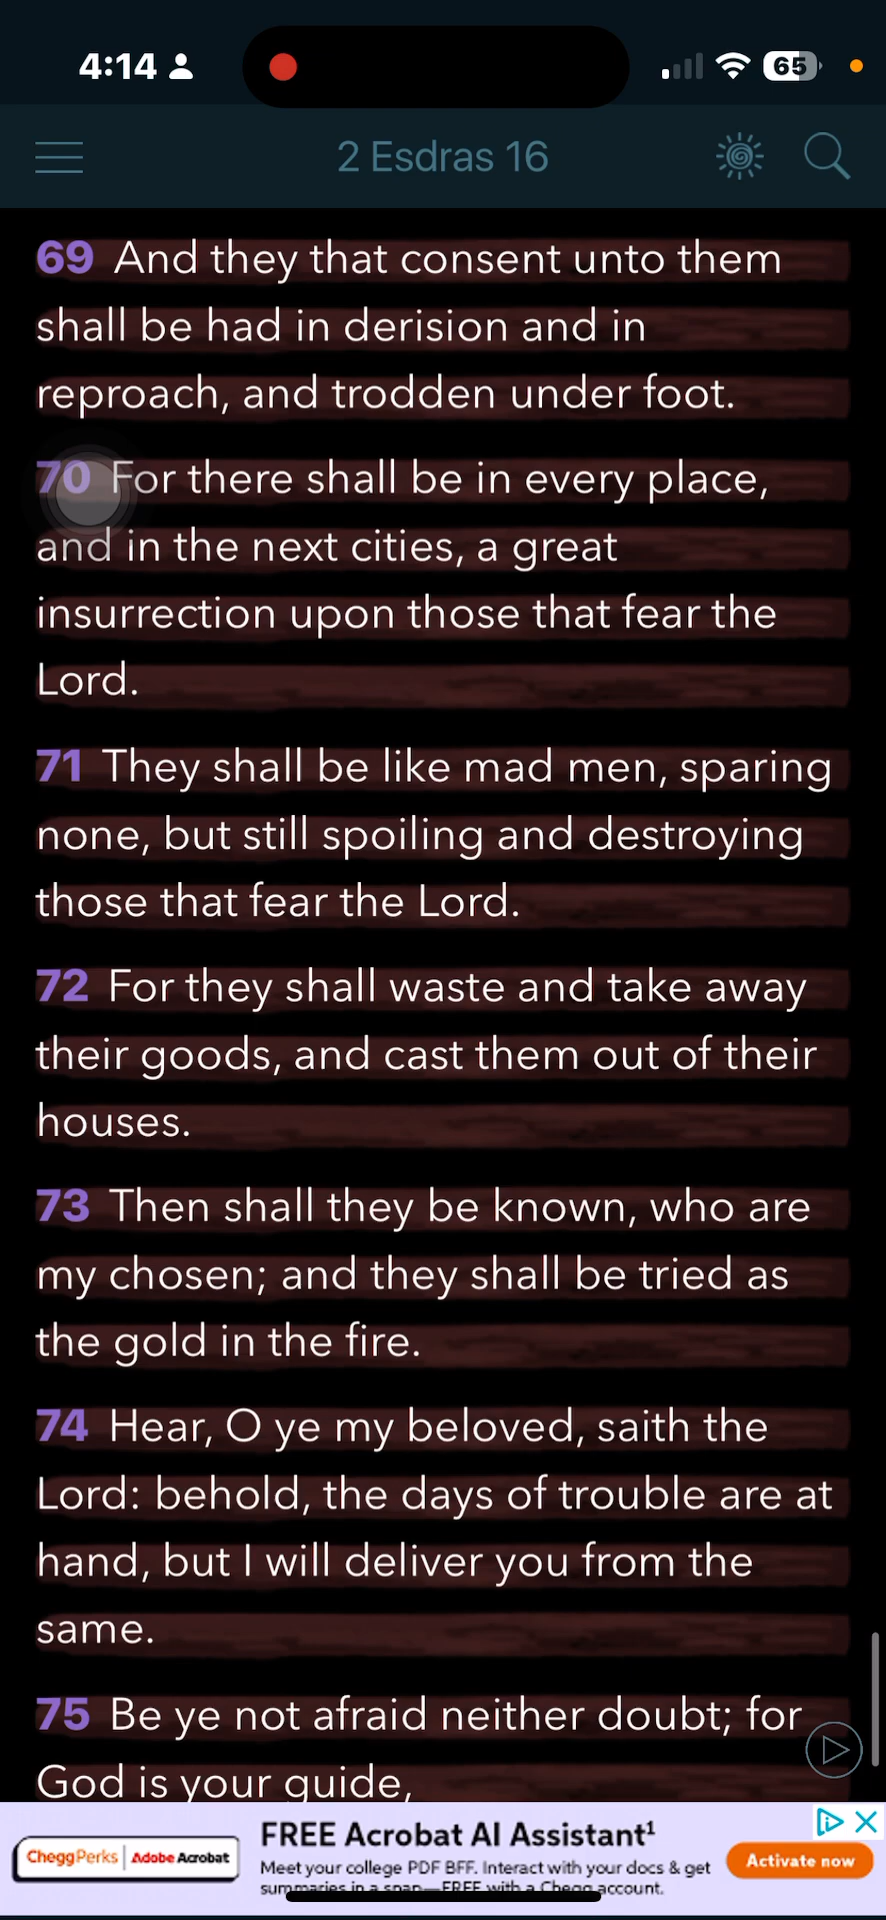 4:14
65
2 Esdras 16
69 And they that consent unto them
shall be had in derision and in
reproach, and trodden under foot.
70 For there shall be in every place,
and in the next cities, a great
insurrection upon those that fear the
Lord.
71 They shall be like mad men, sparing
none, but still spoiling and destroying
those that fear the Lord.
72 For they shall waste and take away
their goods, and cast them out of their
houses.
73 Then shall they be known, who are
my chosen; and they shall be tried as
the gold in the fire.
74 Hear, O ye my beloved, saith the
Lord: behold, the days of trouble are at
hand, but I will deliver you from the
same.
75 Be ye not afraid neither doubt; for
God is your guide,
CheggPerks | Adobe Acrobat
FREE Acrobat AI Assistant¹
Meet your college PDF BFF. Interact with your docs & get
summaries in a snap—FREE with a Chegg account.
Activate now